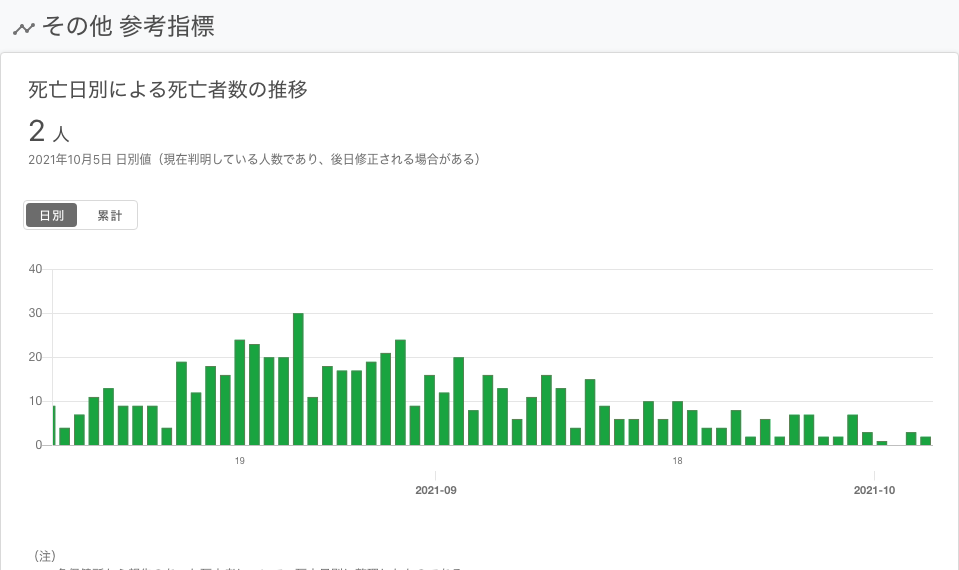 その他 参考指標
死亡日別による死亡者数の推移
2 人
2021年10月5日 日別値（現在判明している人数であり、後日修正される場合がある）
日別 累計
40
30
20
10
0
19 18
2021-09 2021-10
（注）